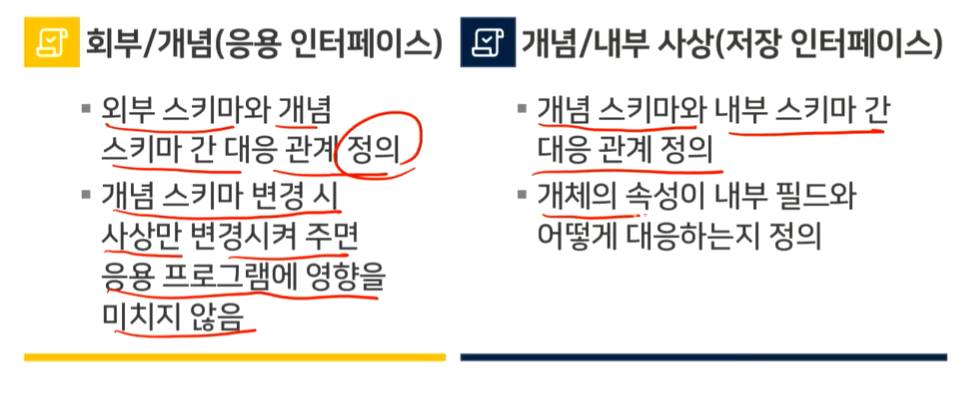 회부/개념(응용 인터페이스)
외부 스키마와 개념
스키마 간 대응 관계 정의
개념 스키마 변경 시
사상만 변경시켜 주면
응용 프로그램에 영향을
미치지 않음
개념/내부 사상(저장 인터페이스)
개념 스키마와 내부 스키마 간
대응 관계 정의
개체의 속성이 내부 필드와
어떻게 대응하는지 정의